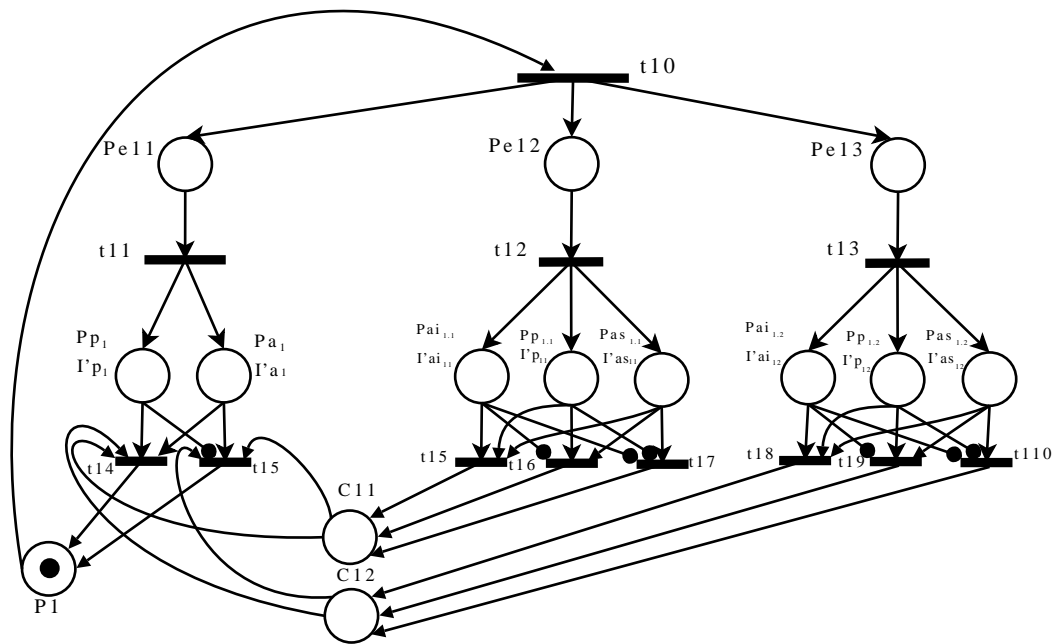 t10
Pe11
Pe12
Pe13
t11
t12
t13
Pp1
I'p1
Pa1
I'a1
Pai1.1
I'ai11
Pp1.1
I'p11
Pas1.1
I'as11
Pai1.2
I'ai12
Pp1.2
I'p12
Pas1.2
I'as12
t14
t15
t15
t16
t17
t18
t19
t110
C11
C12
P1